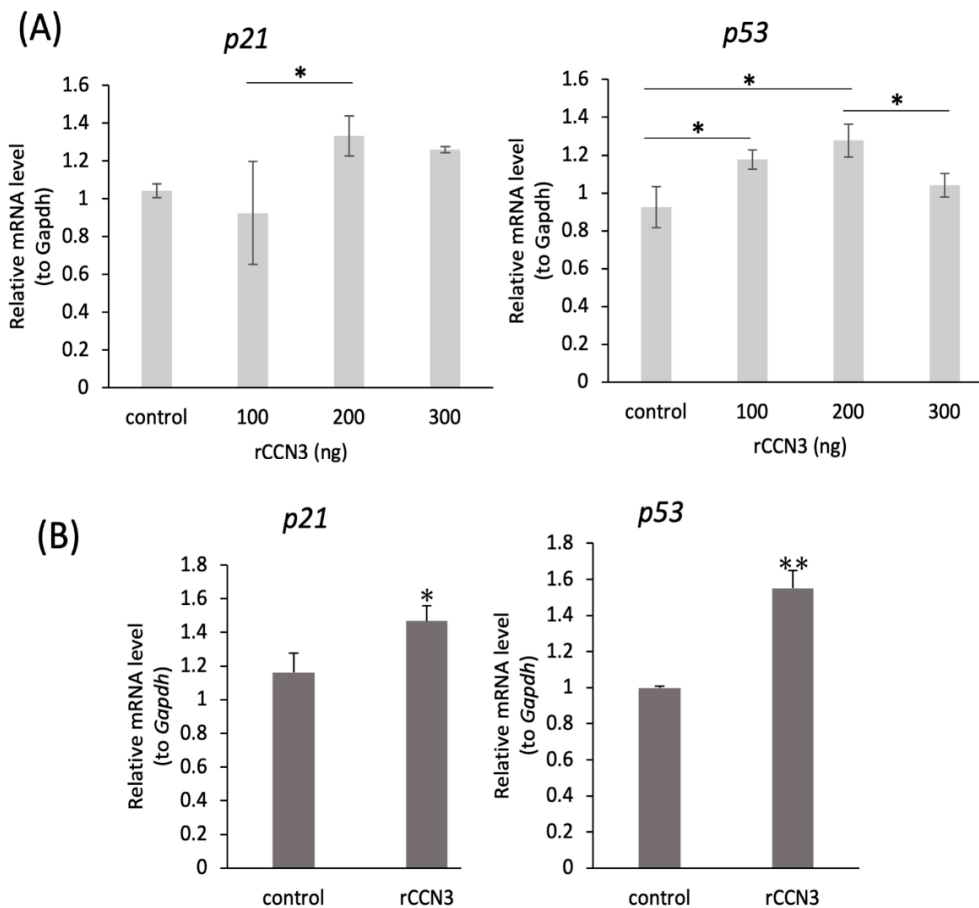 (A)
p21
Relative mRNA level
(to Gapdh)
1.6
1.4
1.2
1
0.8
0.6
0.4
0.2
0
*
control 100 200 300
rCCN3 (ng)
p53
Relative mRNA level
(to Gapdh)
1.6
1.4
1.2
1
0.8
0.6
0.4
0.2
0
*
*
*
control 100 200 300
rCCN3 (ng)
(B)
p21
Relative mRNA level
(to Gapdh)
1.8
1.6
1.4
1.2
1
0.8
0.6
0.4
0.2
0
*
control rCCN3
p53
Relative mRNA level
(to Gapdh)
1.8
1.6
1.4
1.2
1
0.8
0.6
0.4
0.2
0
**
control rCCN3